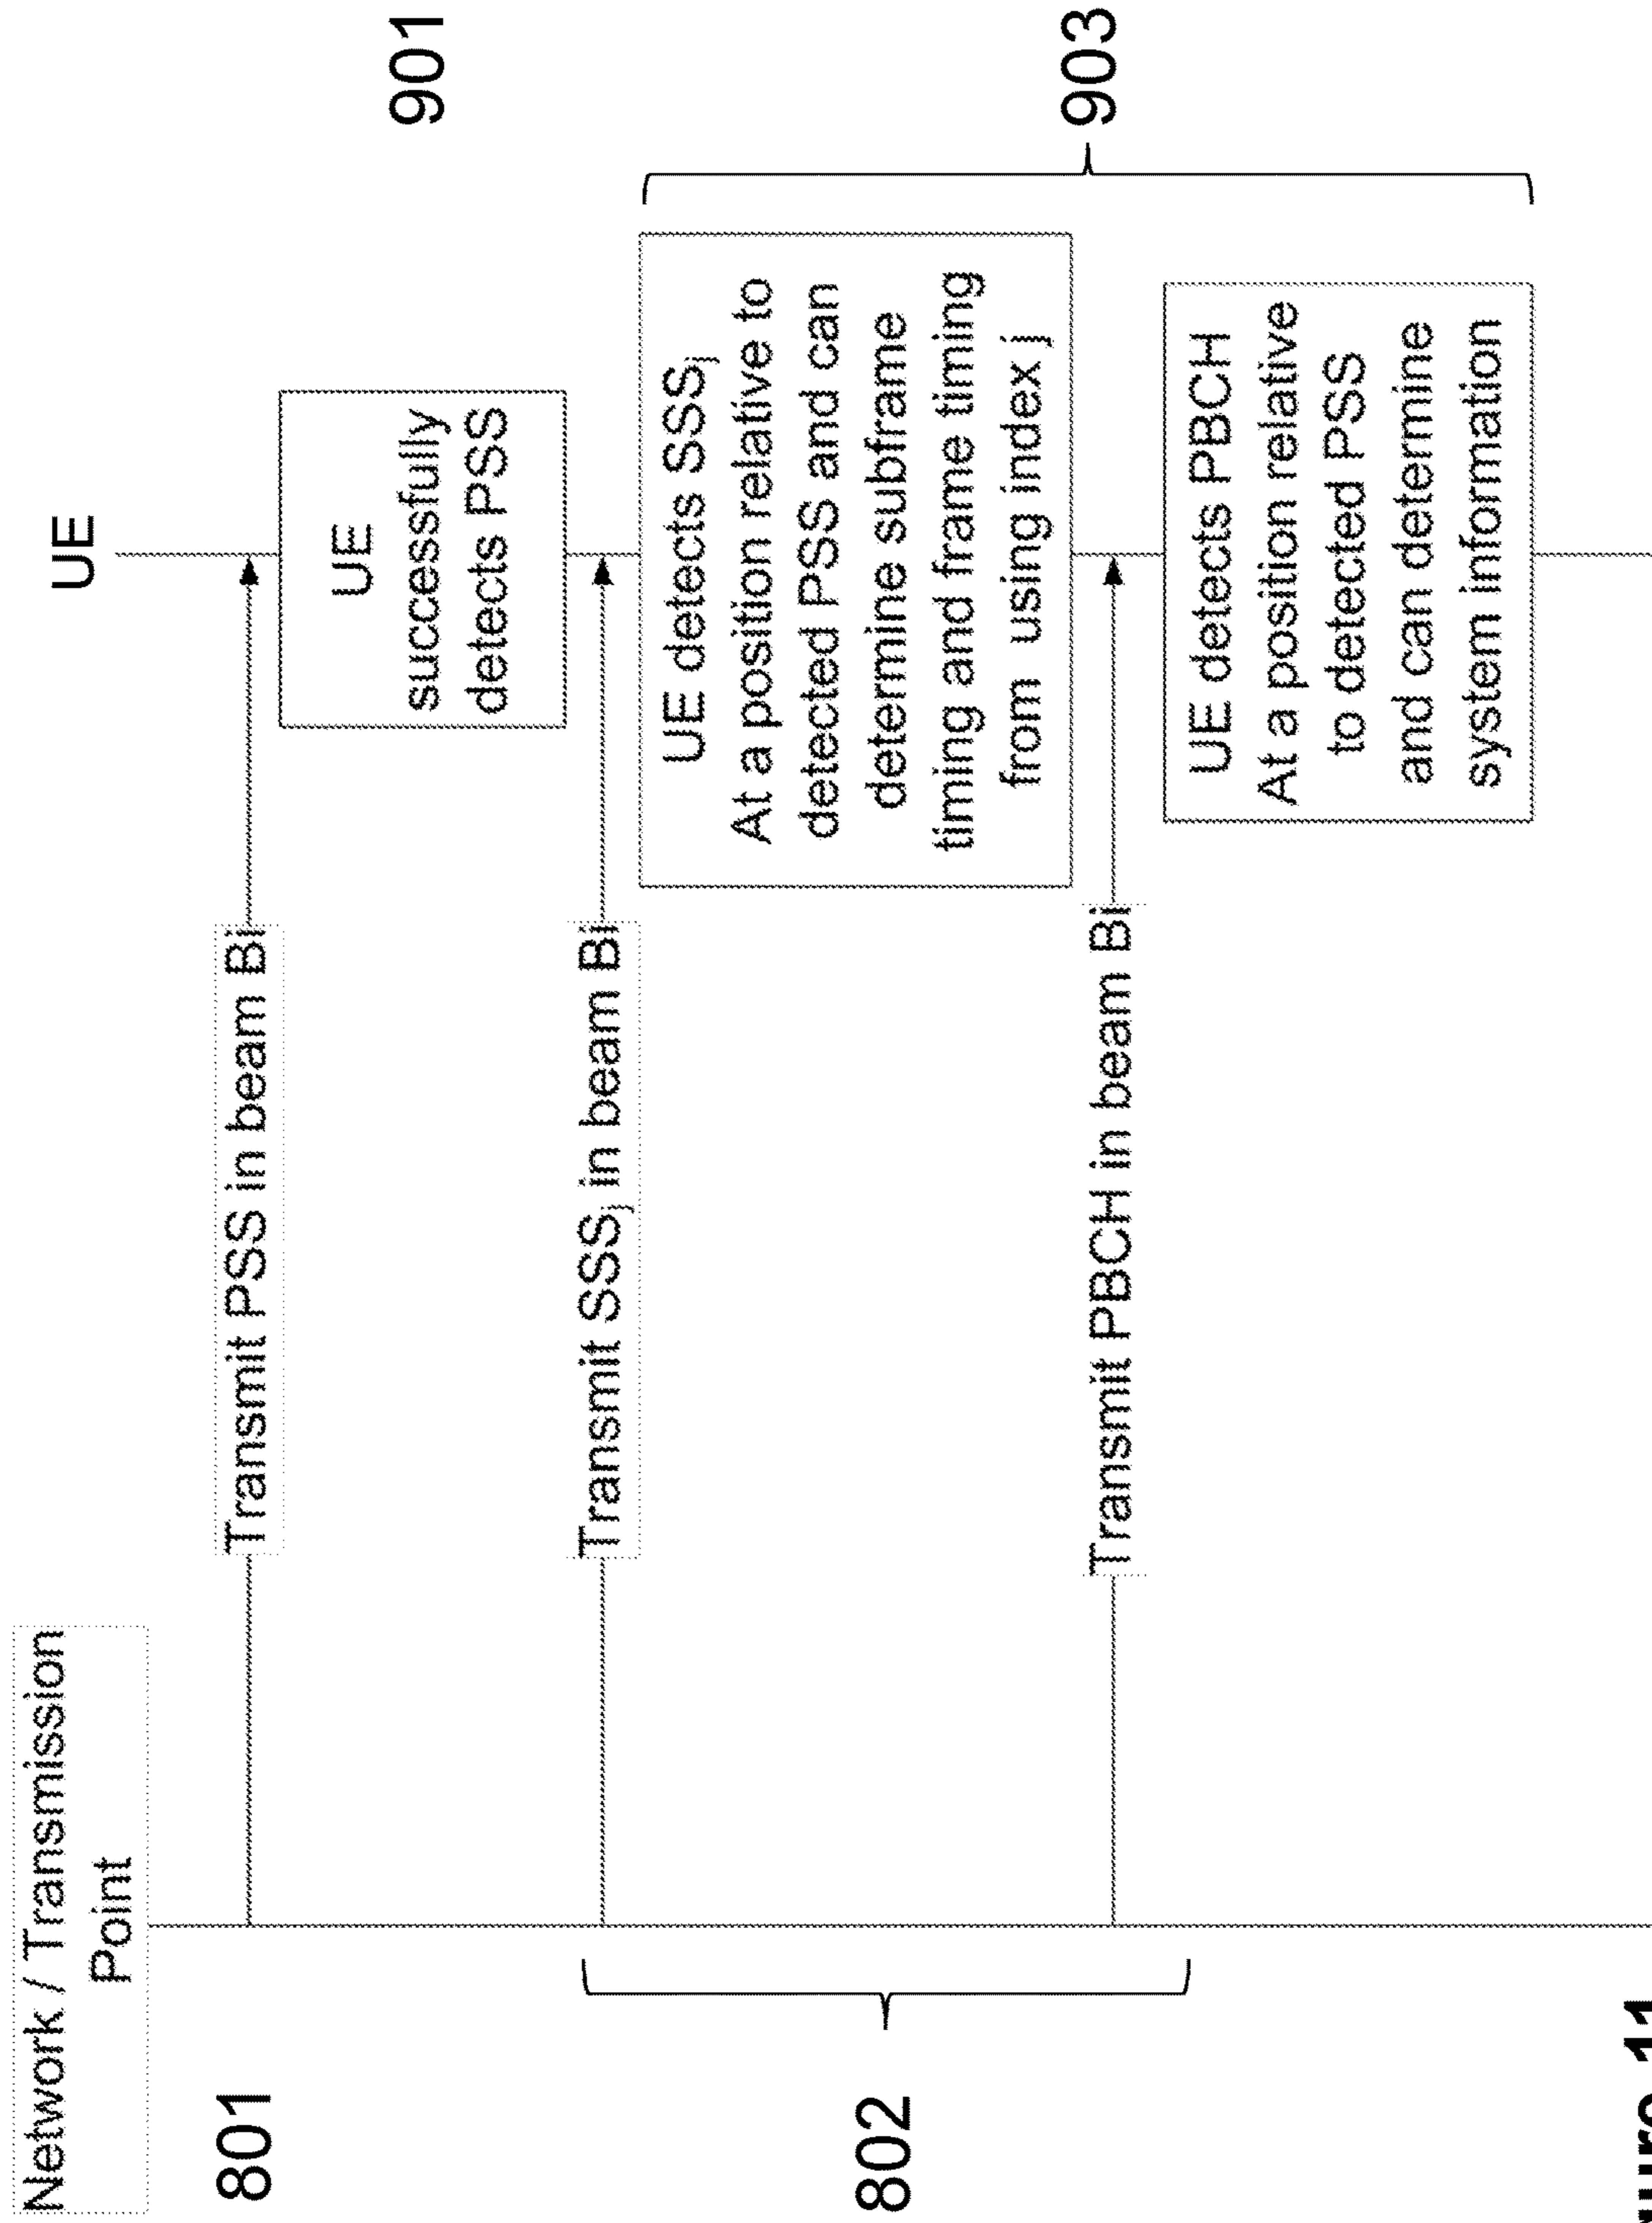 Network / Transmission
Point
UE
801
Transmit PSS in beam Bi
901
UE
successfully
detects PSS
802
Transmit SSSj in beam Bi
UE detects SSSj
At a position relative to
detected PSS and can
determine subframe
timing and frame timing
from using index j
903
Transmit PBCH in beam Bi
UE detects PBCH
At a position relative
to detected PSS
and can determine
system information
ure 11